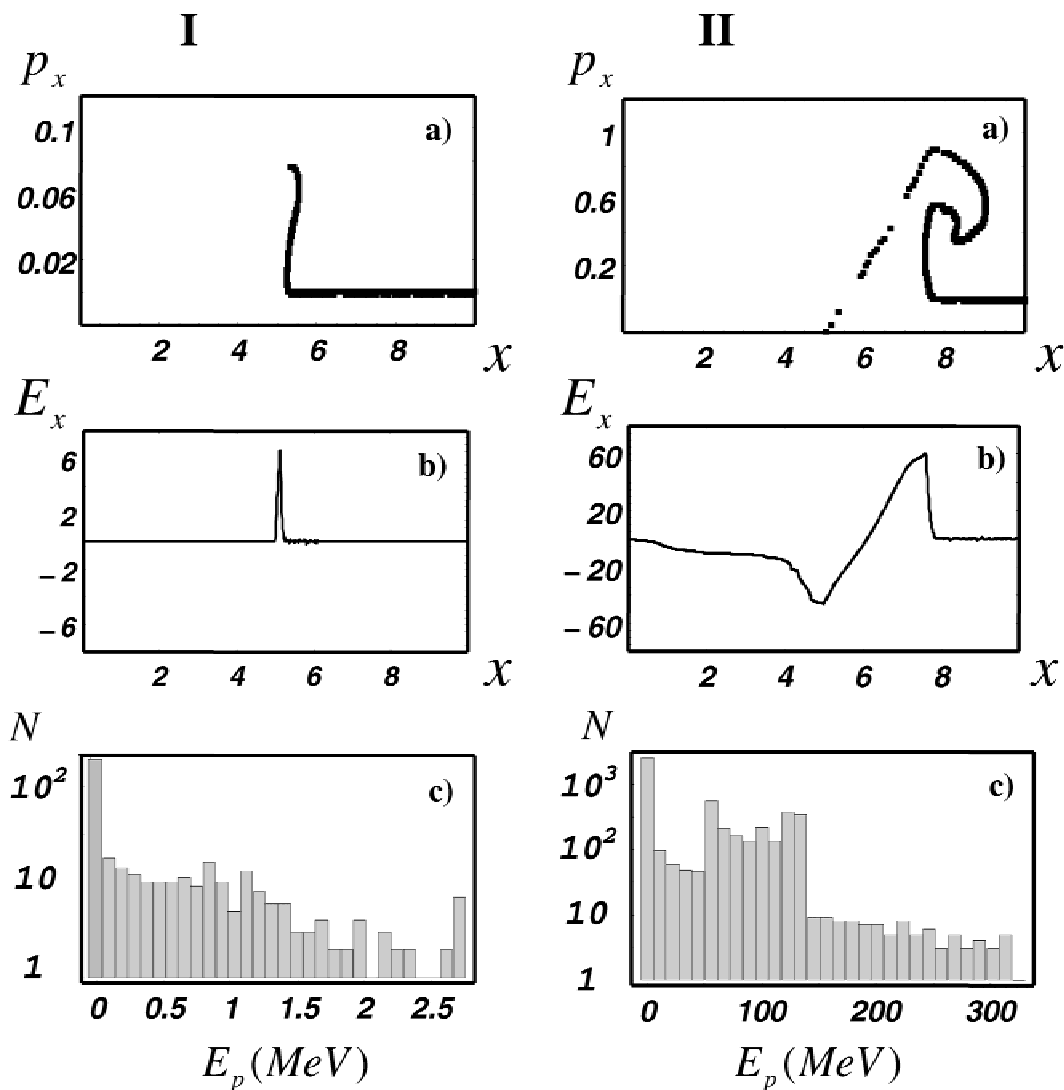 I
p_x
0.1
0.06
0.02
a)
2 4 6 8 x
E_x
6
2
-2
-6
b)
2 4 6 8 x
N
10^2
10
1
c)
0 0.5 1 1.5 2 2.5
E_p (MeV)
II
p_x
1
0.6
0.2
a)
2 4 6 8 x
E_x
60
20
-20
-60
b)
2 4 6 8 x
N
10^3
10^2
10
1
c)
0 100 200 300
E_p (MeV)